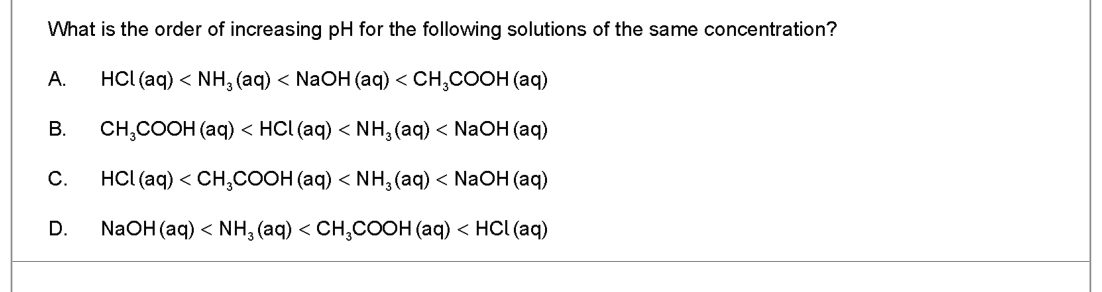 What is the order of increasing pH for the following solutions of the same concentration?
A. HCl (aq) < NH₃ (aq) < NaOH (aq) < CH₃COOH (aq)
B. CH₃COOH (aq) < HCl (aq) < NH₃ (aq) < NaOH (aq)
C. HCl (aq) < CH₃COOH (aq) < NH₃ (aq) < NaOH (aq)
D. NaOH (aq) < NH₃ (aq) < CH₃COOH (aq) < HCl (aq)